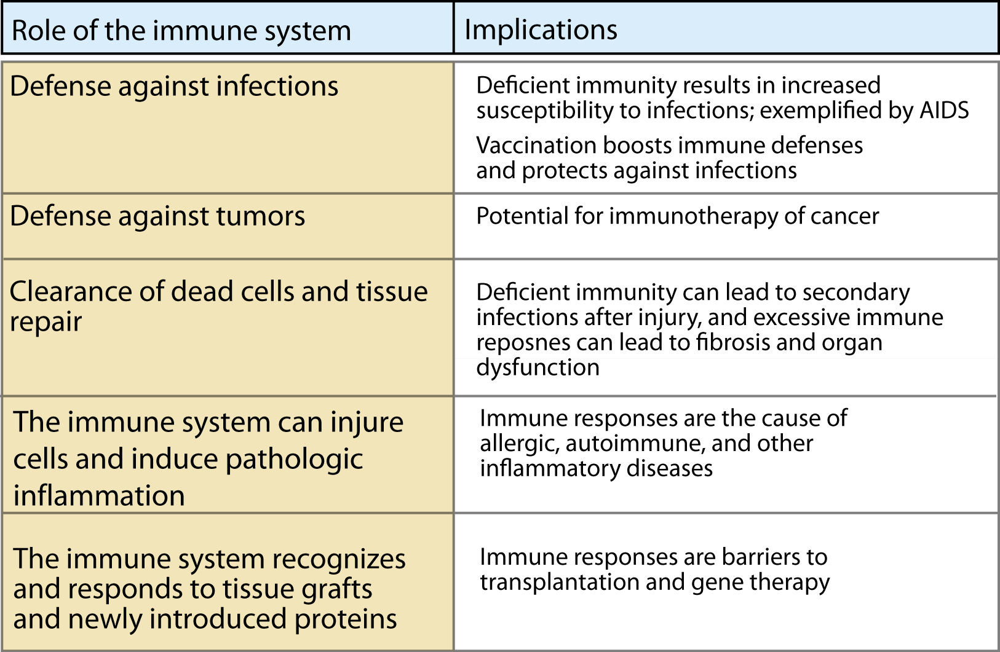 Role of the immune system
Implications
Defense against infections
Deficient immunity results in increased
susceptibility to infections; exemplified by AIDS
Vaccination boosts immune defenses
and protects against infections
Defense against tumors
Potential for immunotherapy of cancer
Clearance of dead cells and tissue
repair
Deficient immunity can lead to secondary
infections after injury, and excessive immune
reposnes can lead to fibrosis and organ
dysfunction
The immune system can injure
cells and induce pathologic
inflammation
Immune responses are the cause of
allergic, autoimmune, and other
inflammatory diseases
The immune system recognizes
and responds to tissue grafts
and newly introduced proteins
Immune responses are barriers to
transplantation and gene therapy